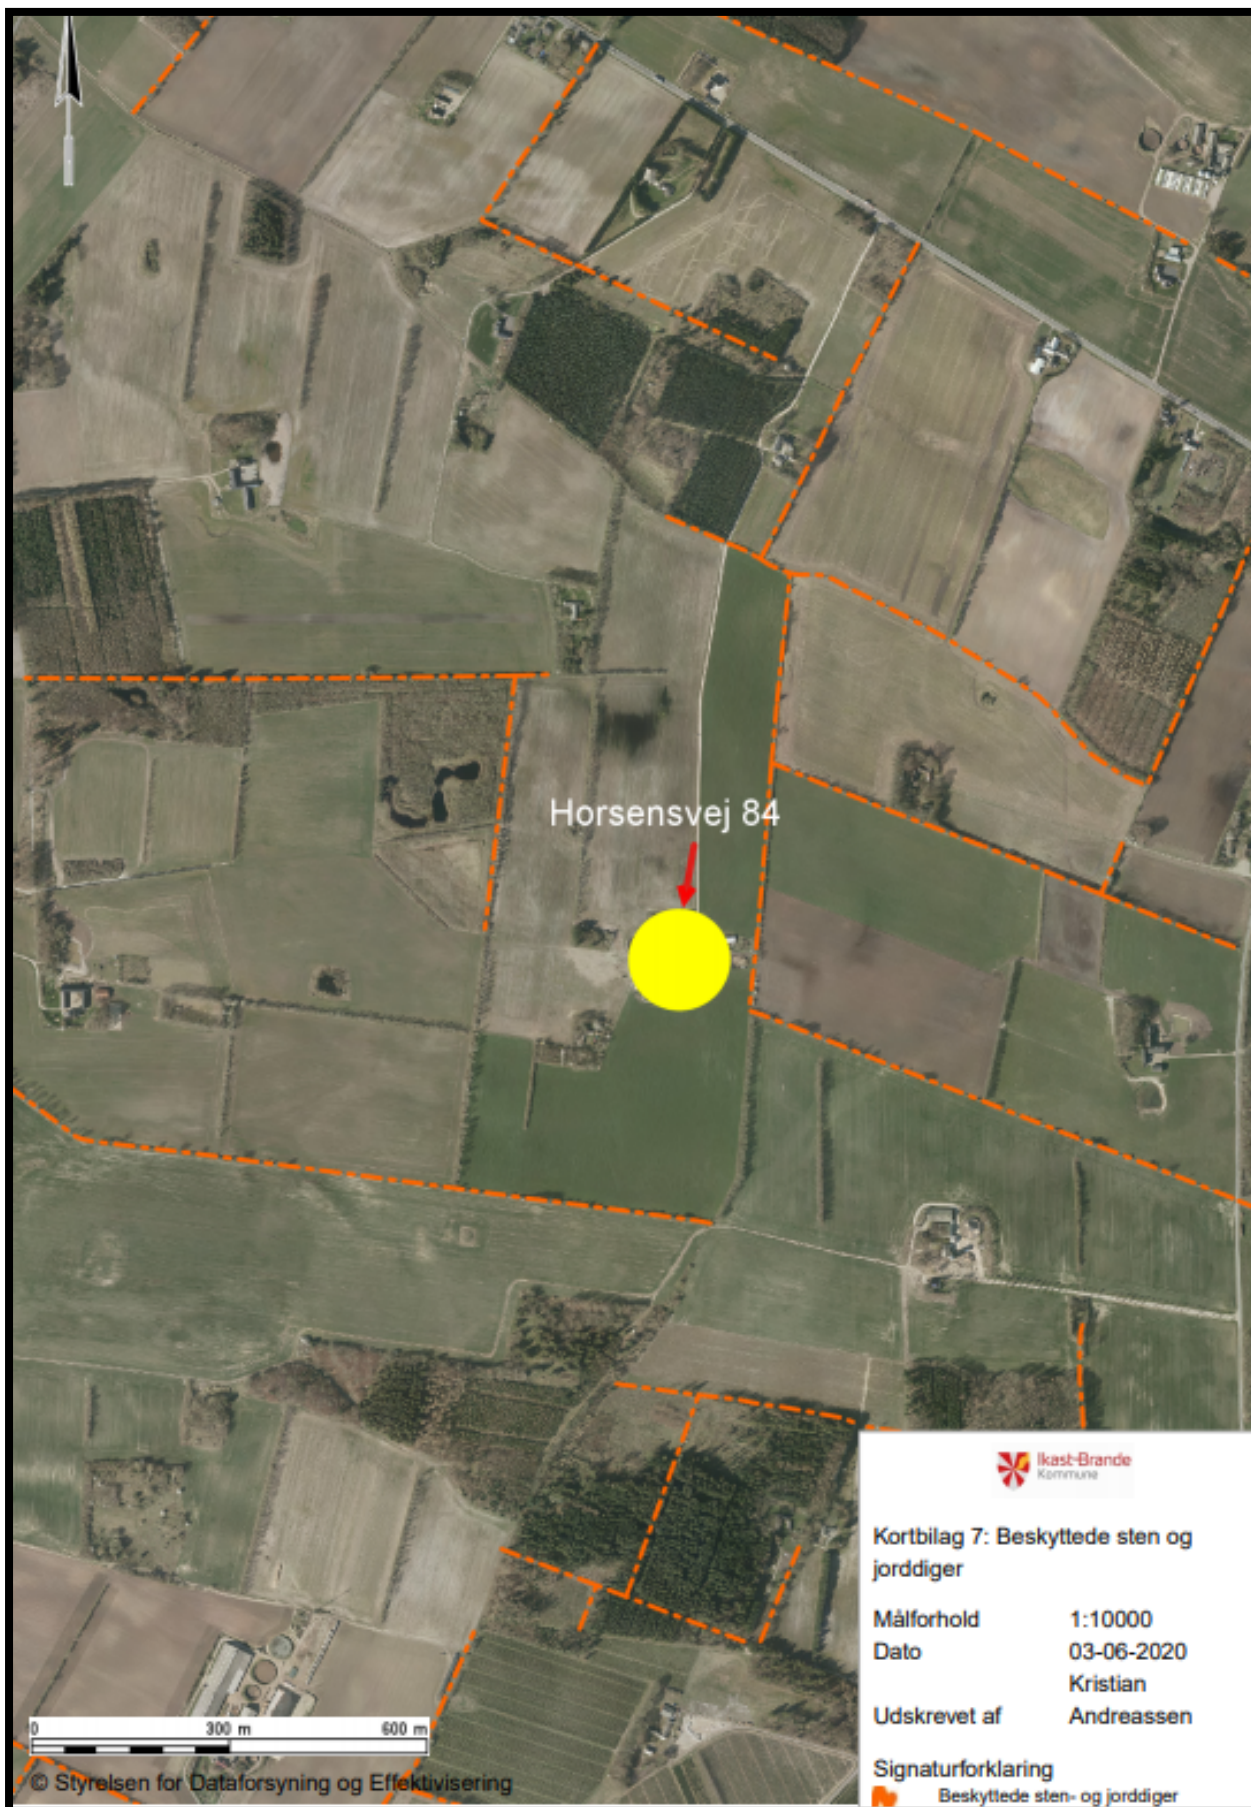 Horsensvej 84
Ikast-Brande
Kommune
Kortbilag 7: Beskyttede sten og
jorddiger
Målforhold 1:10000
Dato 03-06-2020
Kristian
Udskrevet af Andreassen
Signaturforklaring
Beskyttede sten- og jorddiger
0 300 m 600 m
© Styrelsen for Dataforsyning og Effektivisering